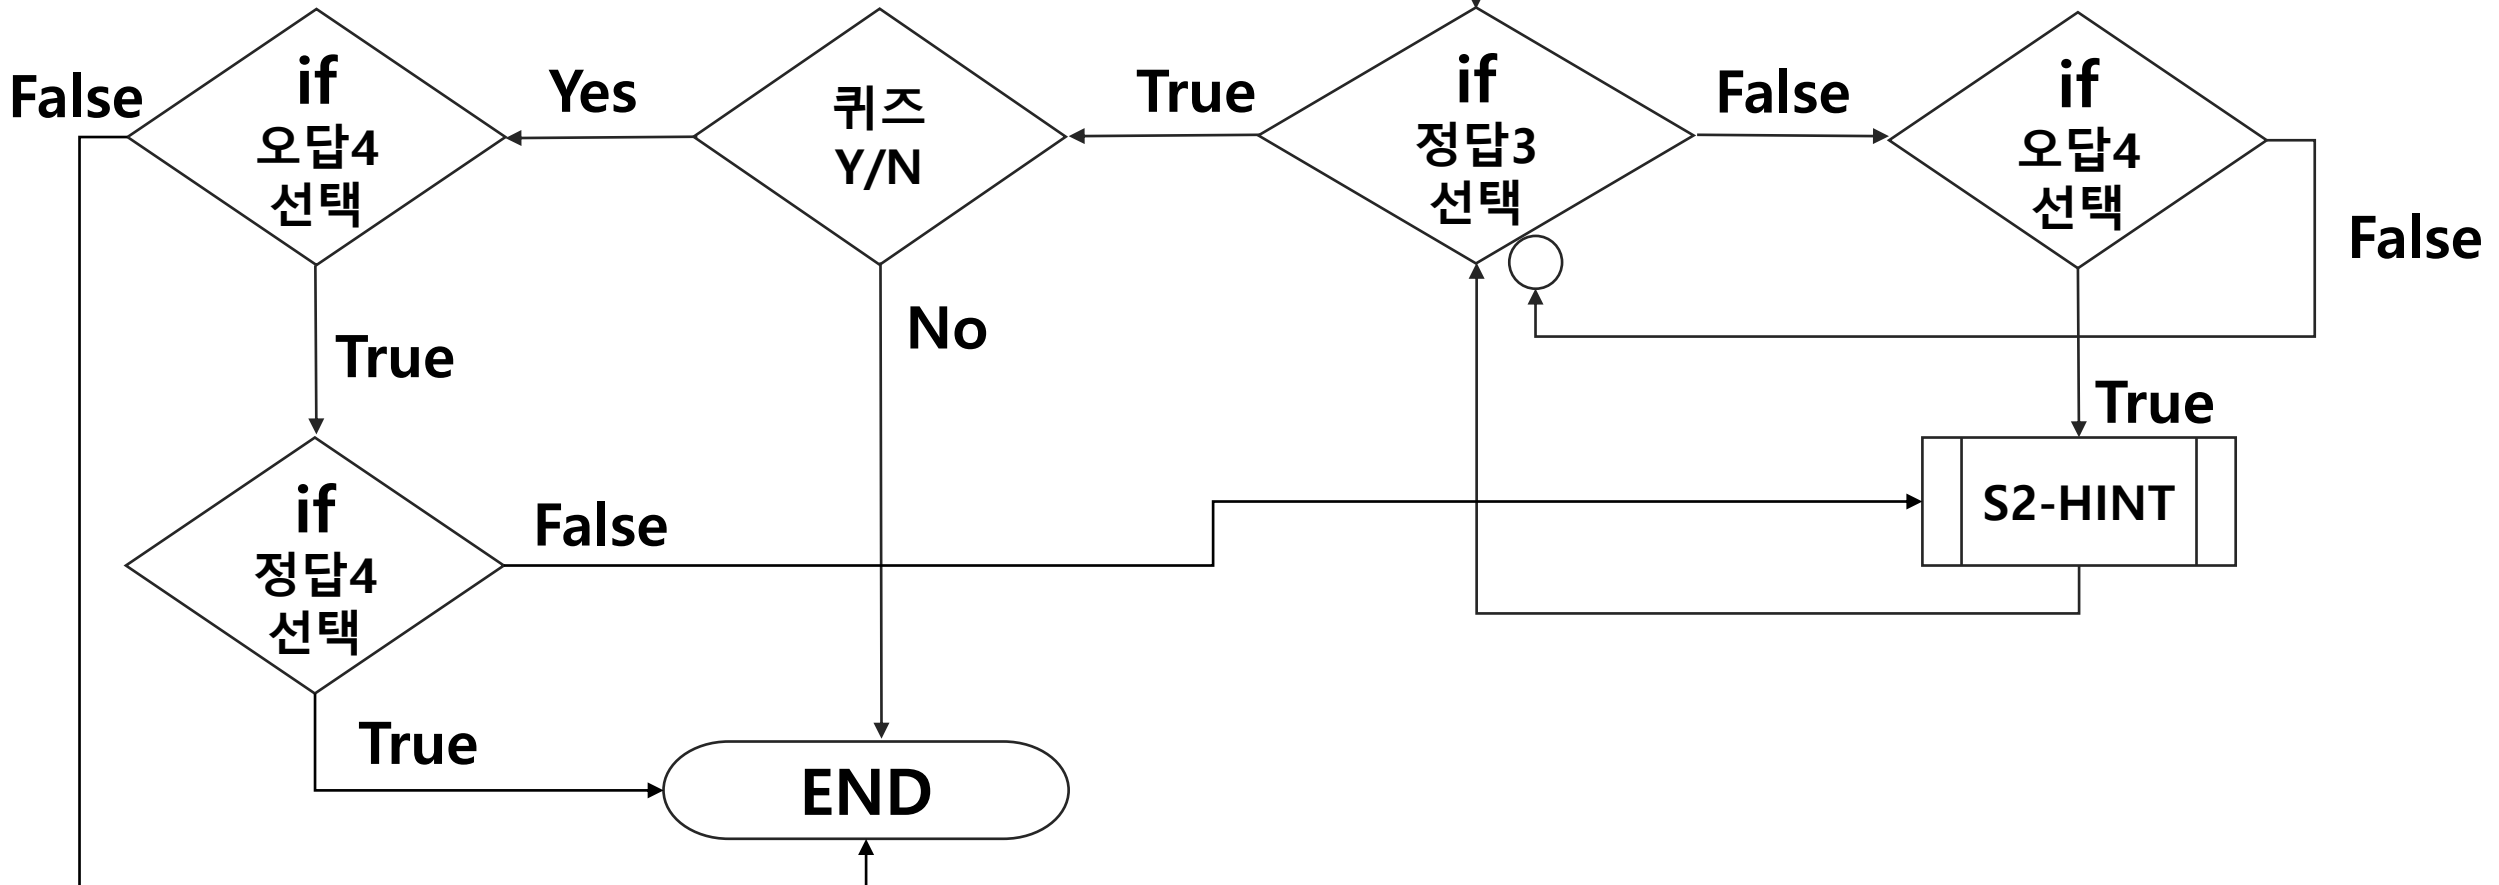 False
if
오답4
선택
Yes
퀴즈
Y/N
True
if
정답3
선택
False
if
오답4
선택
False
True
No
True
if
정답4
선택
False
S2-HINT
True
END